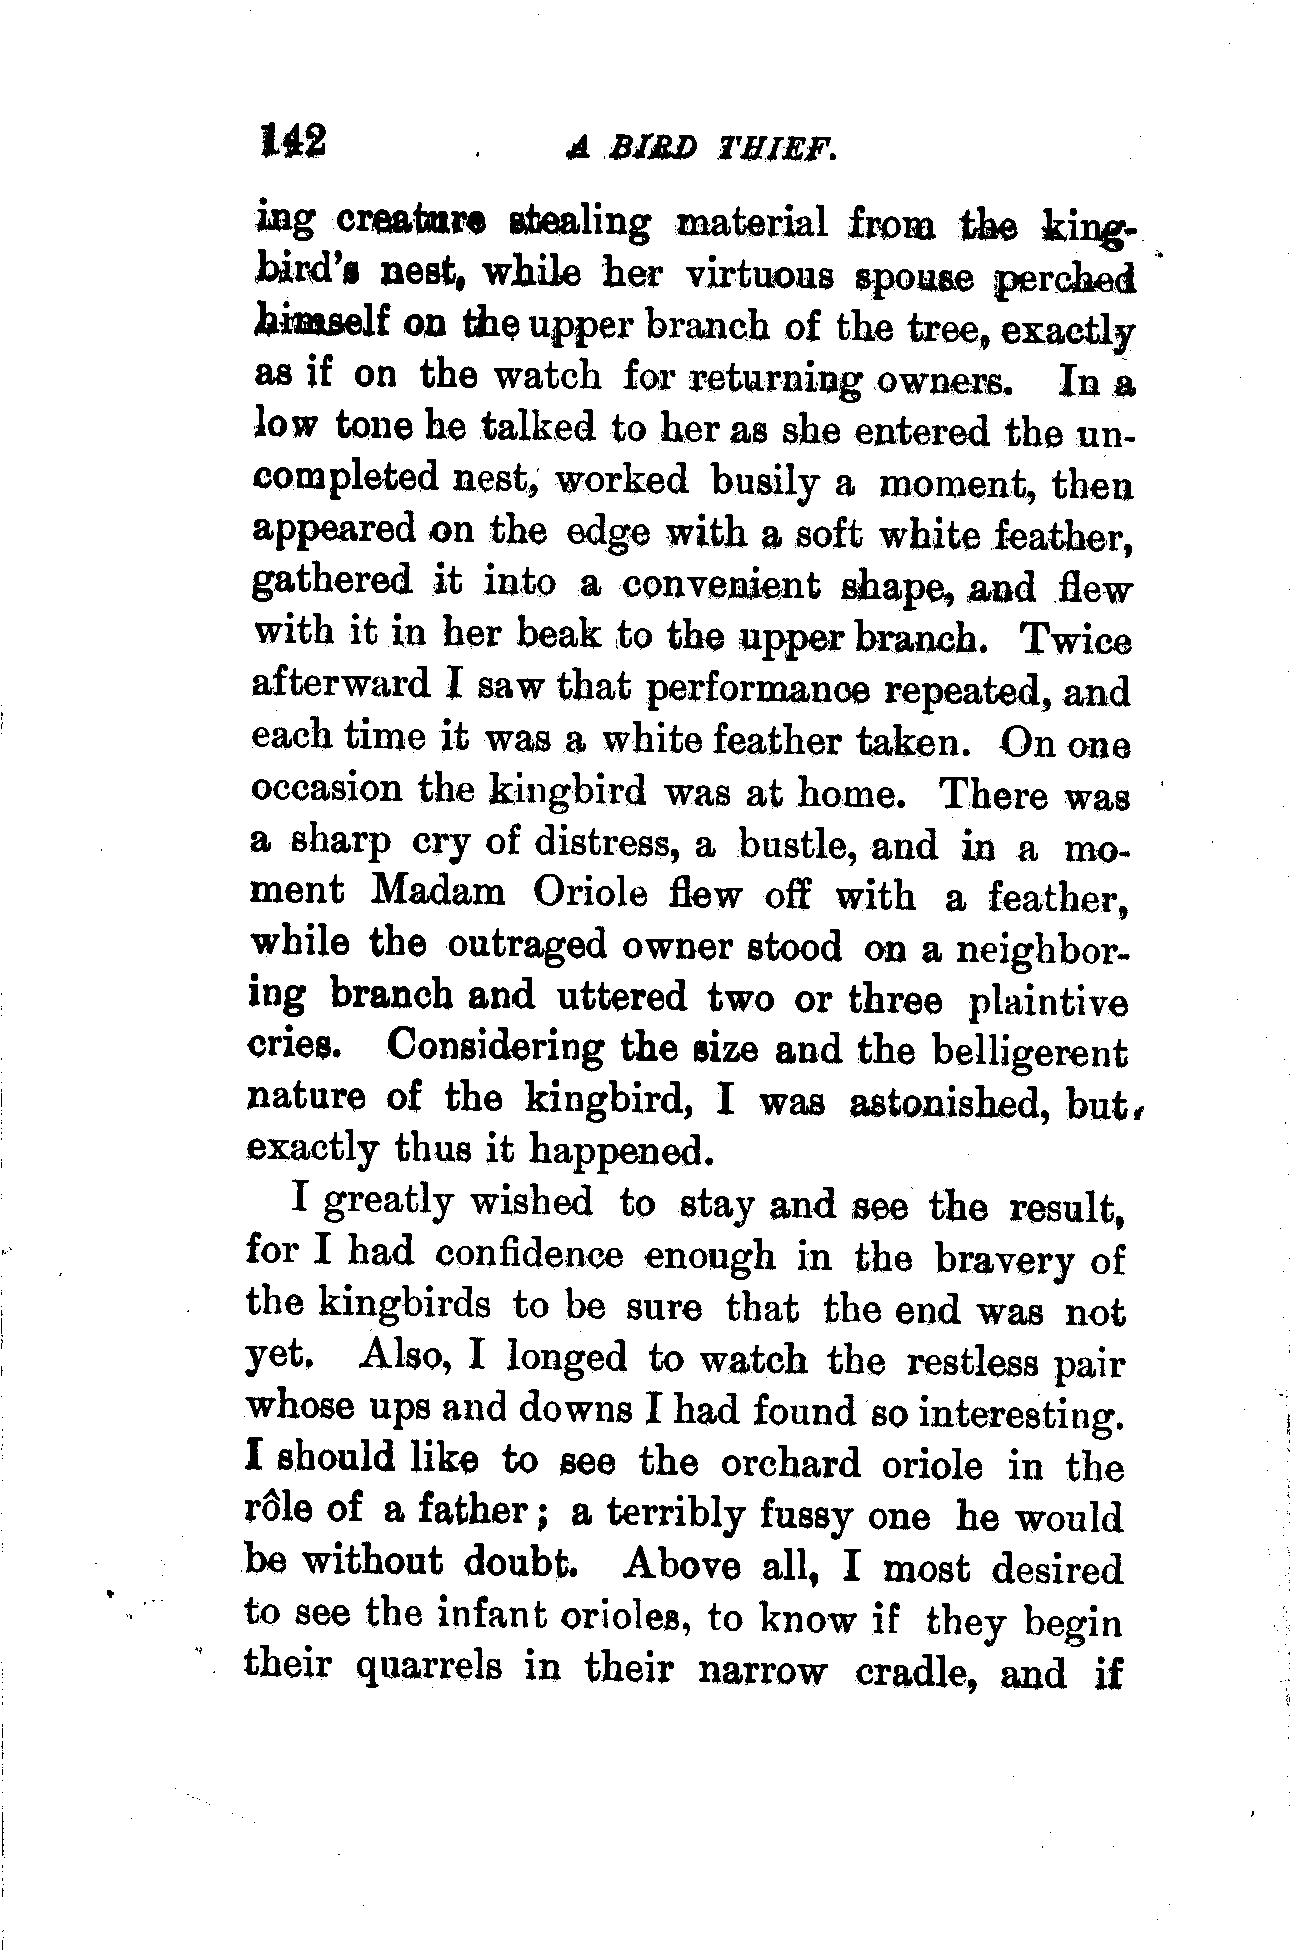 142 A BIRD THIEF.
ing creature stealing material from the king-
bird's nest, while her virtuous spouse perched
himself on the upper branch of the tree, exactly
as if on the watch for returning owners. In a
low tone he talked to her as she entered the un-
completed nest, worked busily a moment, then
appeared on the edge with a soft white feather,
gathered it into a convenient shape, and flew
with it in her beak to the upper branch. Twice
afterward I saw that performance repeated, and
each time it was a white feather taken. On one
occasion the kingbird was at home. There was
a sharp cry of distress, a bustle, and in a mo-
ment Madam Oriole flew off with a feather,
while the outraged owner stood on a neighbor-
ing branch and uttered two or three plaintive
cries. Considering the size and the belligerent
nature of the kingbird, I was astonished, but
exactly thus it happened.
I greatly wished to stay and see the result,
for I had confidence enough in the bravery of
the kingbirds to be sure that the end was not
yet. Also, I longed to watch the restless pair
whose ups and downs I had found so interesting.
I should like to see the orchard oriole in the
rôle of a father; a terribly fussy one he would
be without doubt. Above all, I most desired
to see the infant orioles, to know if they begin
their quarrels in their narrow cradle, and if